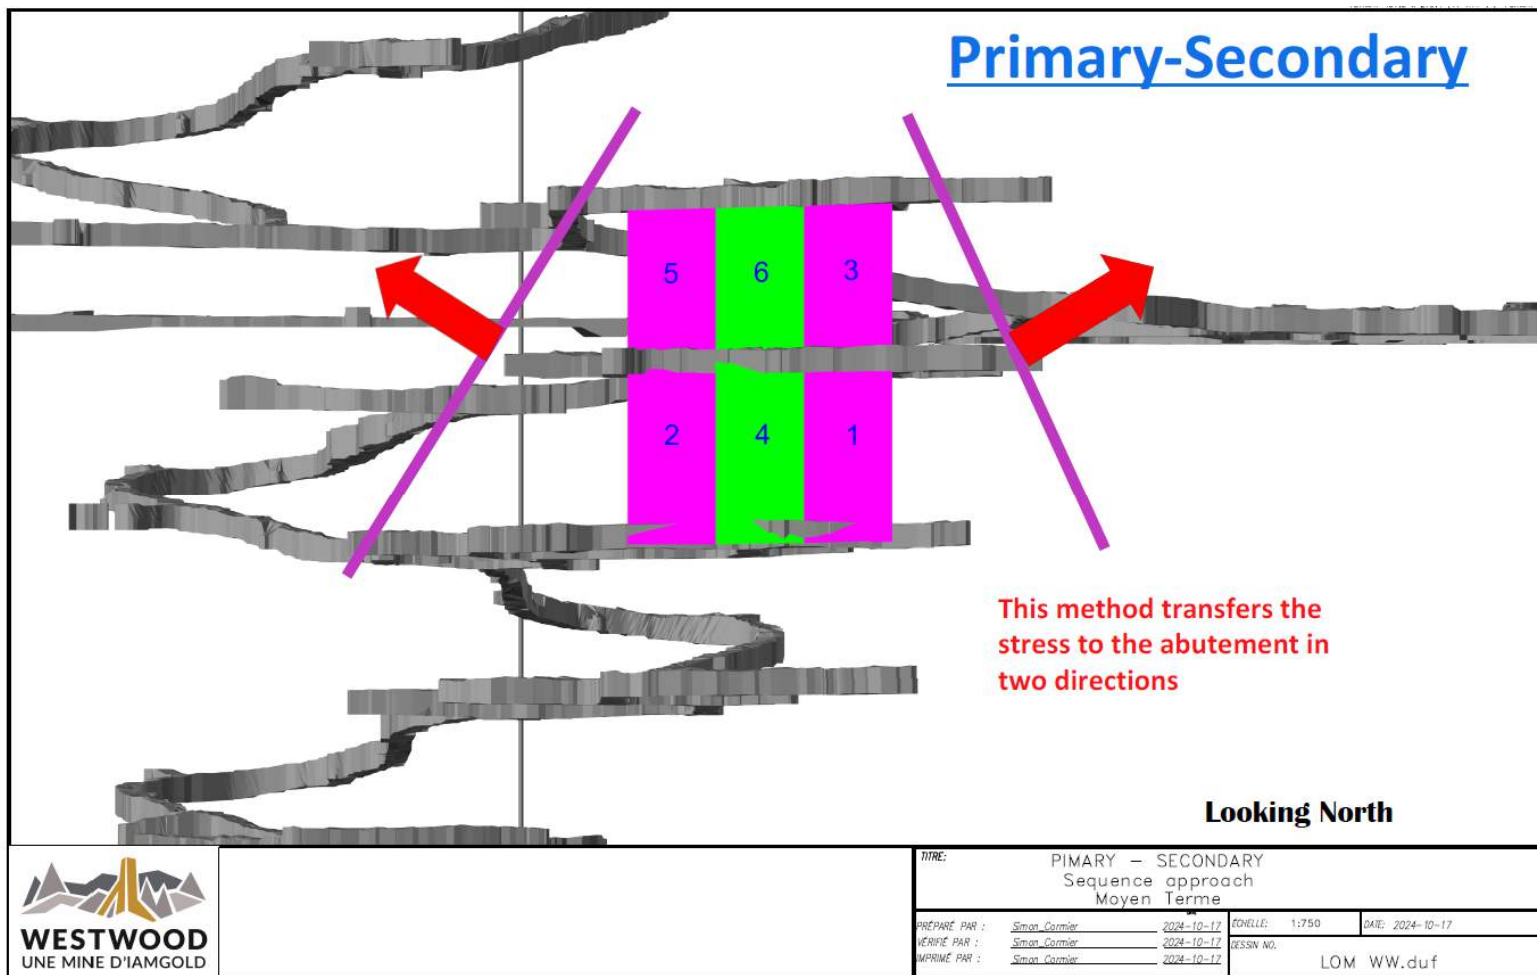 Primary-Secondary
5 6 3
2 4 1
This method transfers the
stress to the abutement in
two directions
Looking North
WESTWOOD
UNE MINE D'IAMGOLD
TITRE:
PIMARY – SECONDARY
Sequence approach
Moyen Terme
PRÉPARÉ PAR : Simon_Cormier 2024-10-17
VÉRIFIÉ PAR : Simon_Cormier 2024-10-17
IMPRIMÉ PAR : Simon Cormier 2024-10-17
ÉCHELLE: 1:750
DATE: 2024-10-17
DESSIN NO.
LOM WW.duf